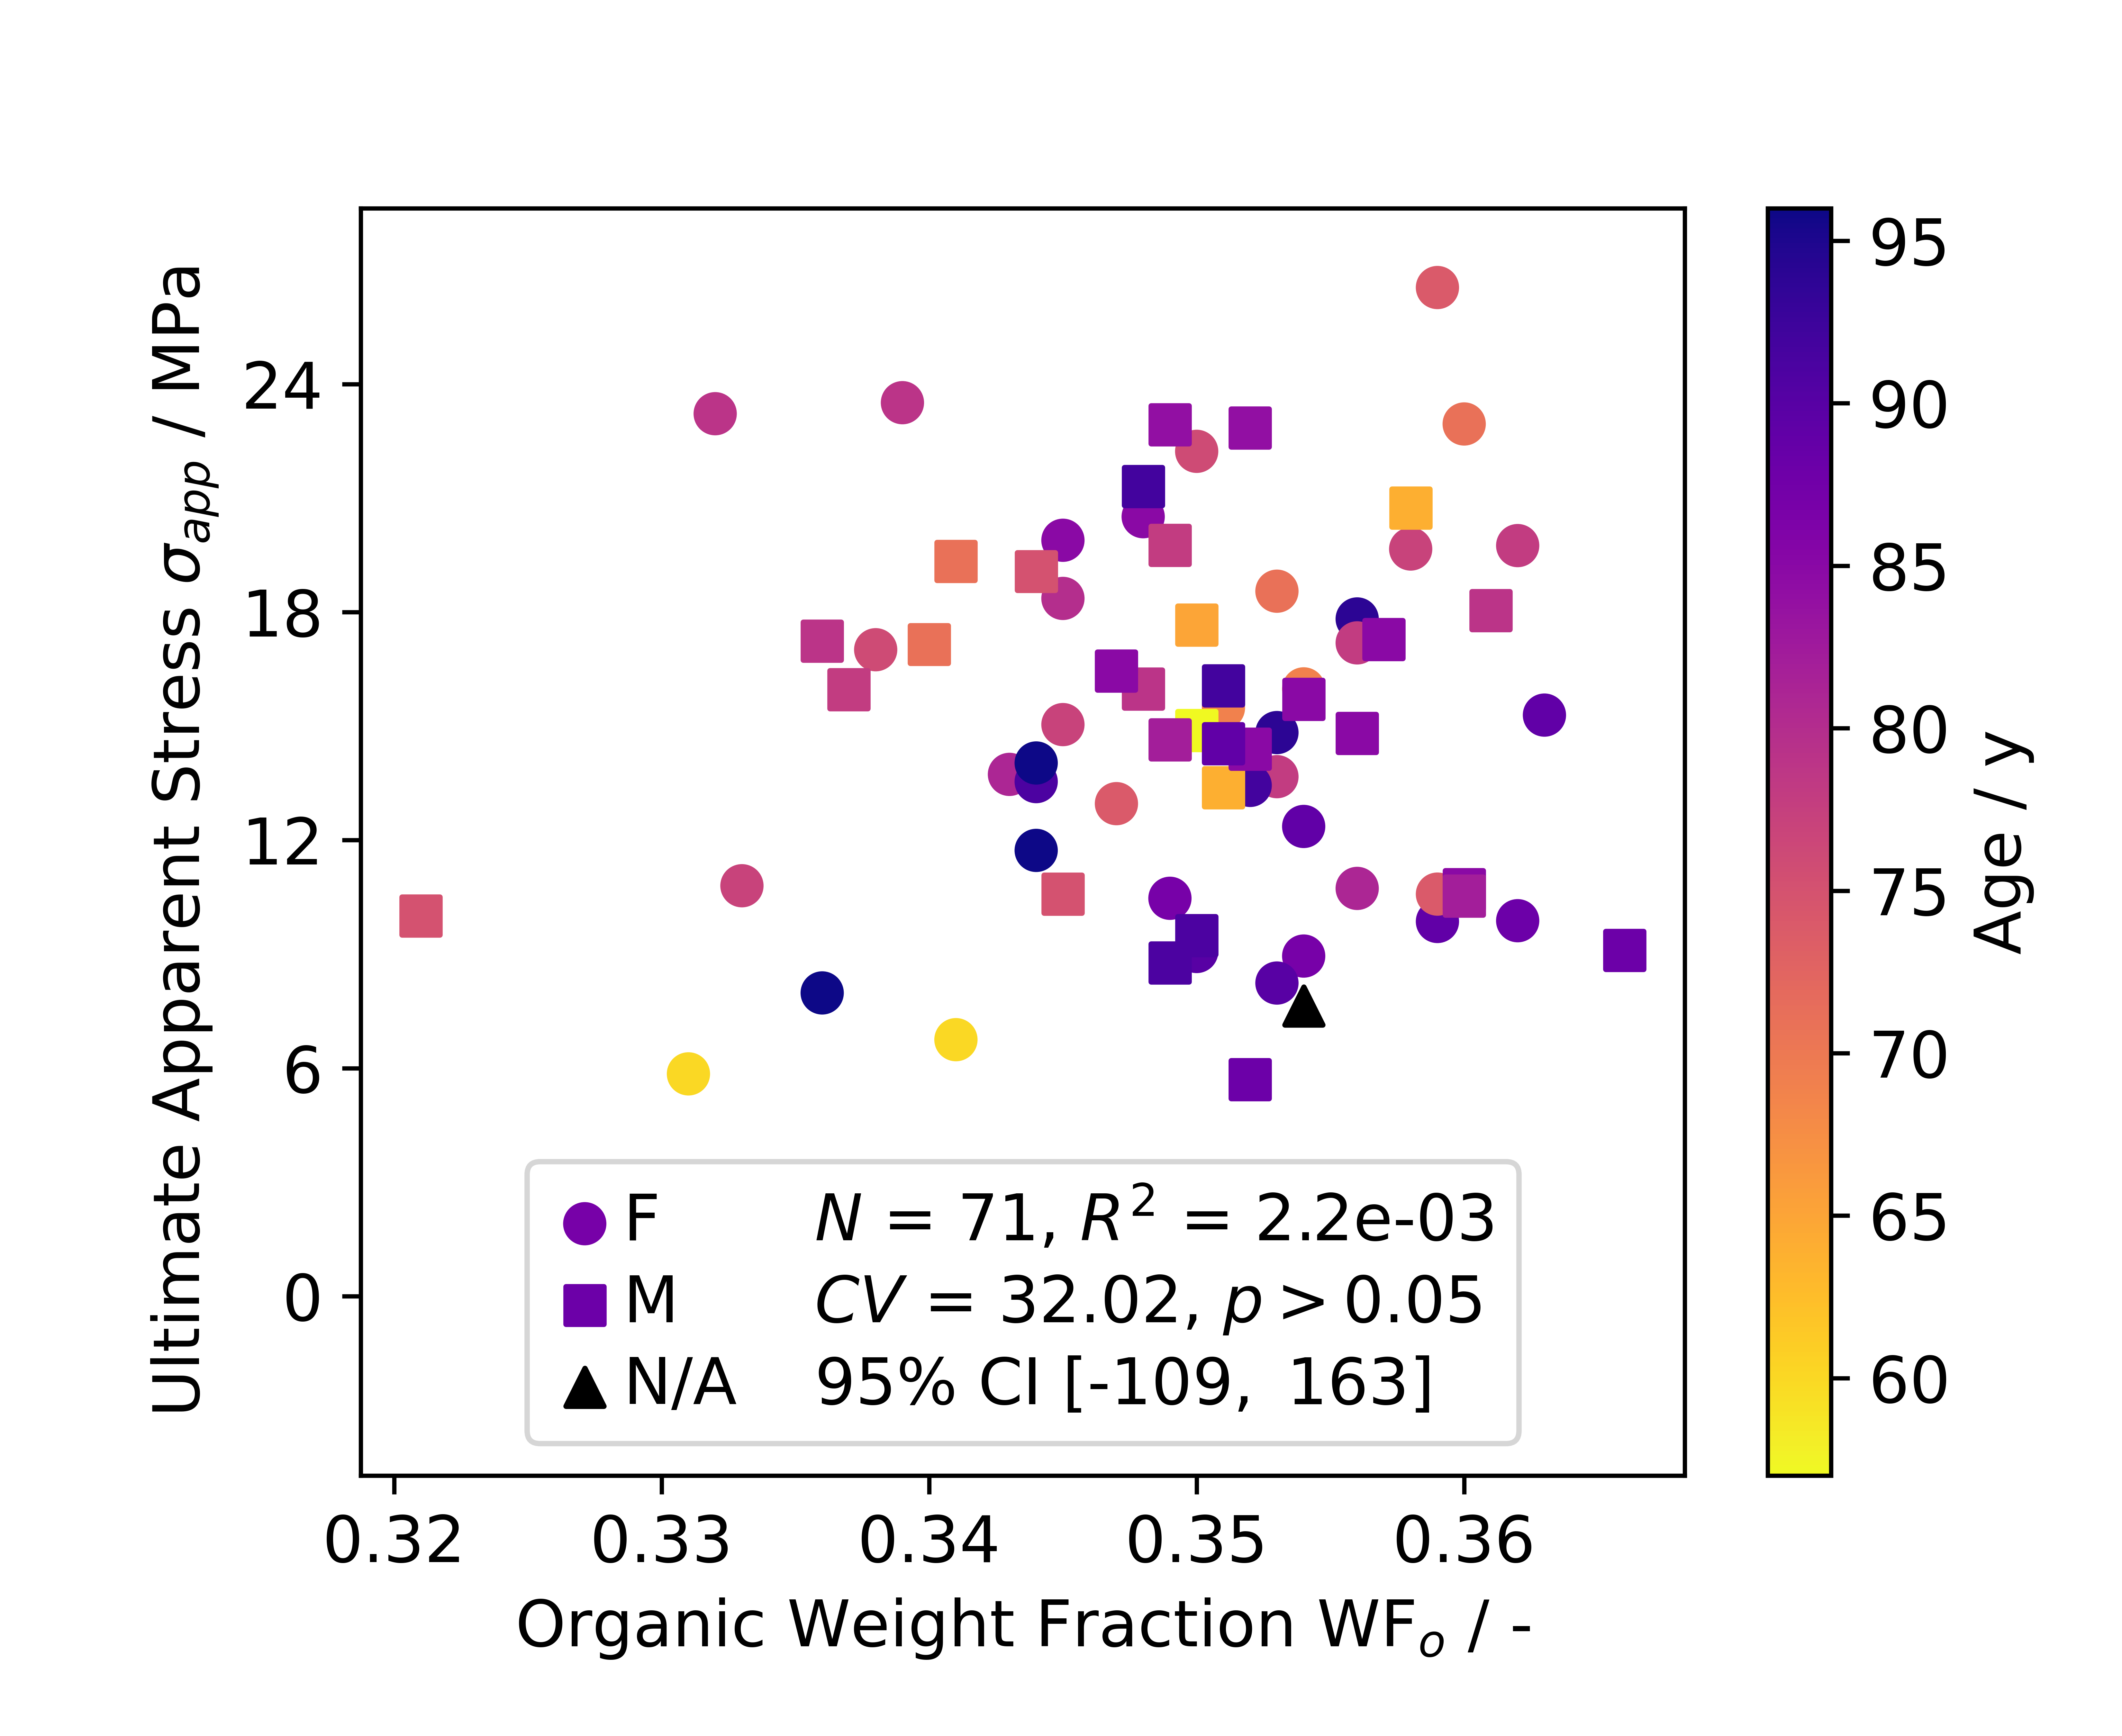 Ultimate Apparent Stress σapp / MPa
24
18
12
6
0
0.32 0.33 0.34 0.35 0.36
Organic Weight Fraction WFo / -
F N = 71, R² = 2.2e-03
M CV = 32.02, p > 0.05
N/A 95% CI [-109, 163]
95
90
85
80
75
70
65
60
Age / y